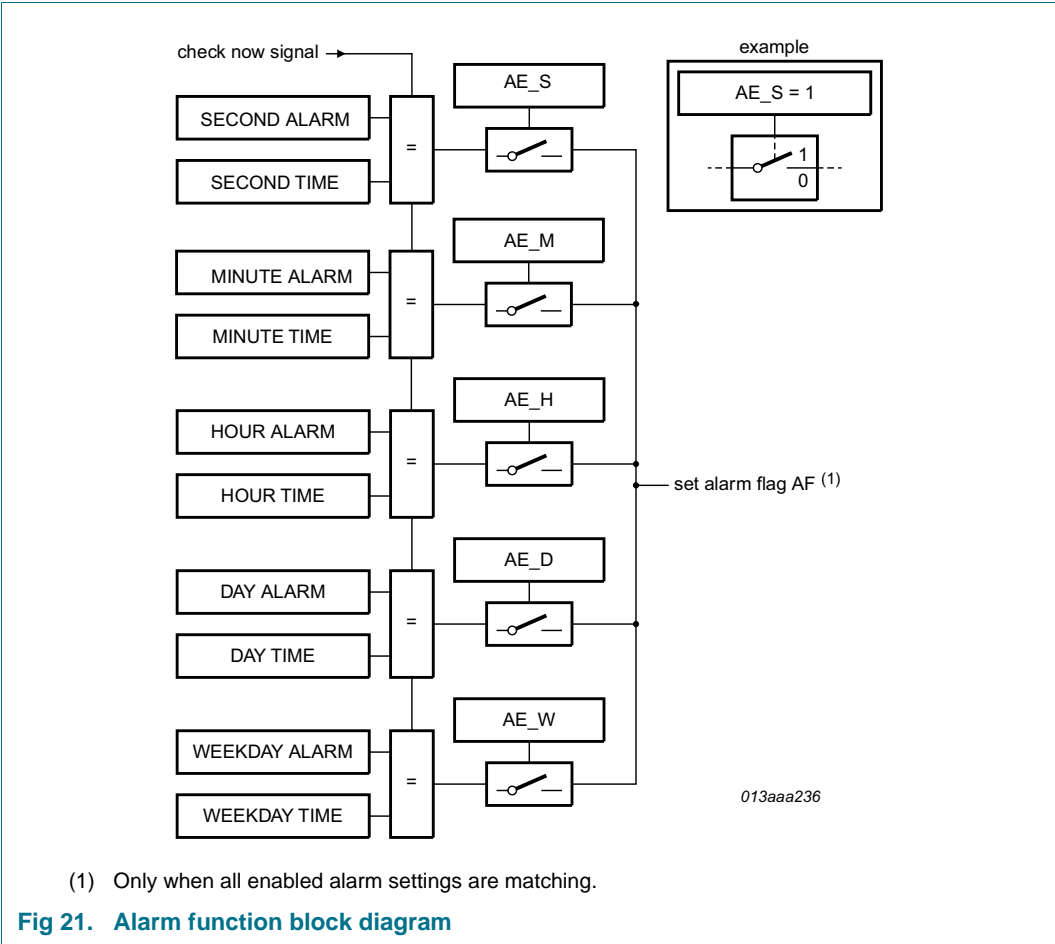 check now signal
example
AE_S
AE_S = 1
SECOND ALARM
=
1
SECOND TIME
0
AE_M
MINUTE ALARM
=
MINUTE TIME
AE_H
HOUR ALARM
=
set alarm flag AF (1)
HOUR TIME
AE_D
DAY ALARM
=
DAY TIME
AE_W
WEEKDAY ALARM
=
WEEKDAY TIME
013aaa236
(1) Only when all enabled alarm settings are matching.
Fig 21. Alarm function block diagram